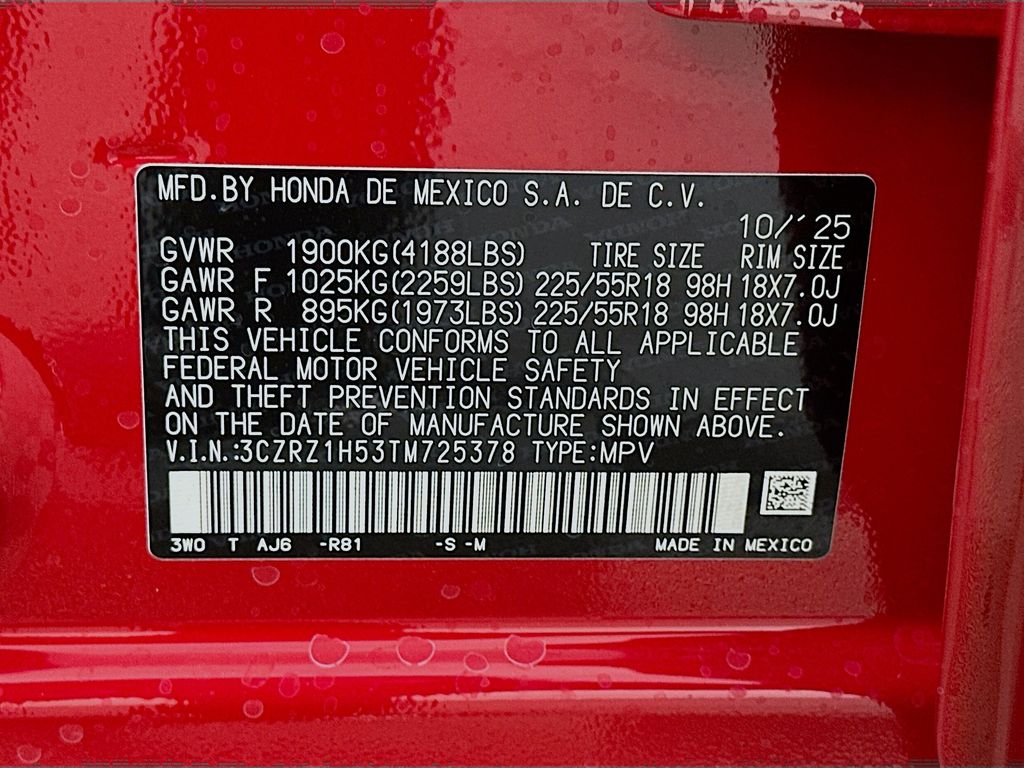 MFD.BY HONDA DE MEXICO S.A. DE C.V.
10/'25
GVWR 1900KG(4188LBS) TIRE SIZE RIM SIZE
GAWR F 1025KG(2259LBS) 225/55R18 98H 18X7.0J
GAWR R 895KG(1973LBS) 225/55R18 98H 18X7.0J
THIS VEHICLE CONFORMS TO ALL APPLICABLE
FEDERAL MOTOR VEHICLE SAFETY
AND THEFT PREVENTION STANDARDS IN EFFECT
ON THE DATE OF MANUFACTURE SHOWN ABOVE.
V.I.N.:3CZRZ1H53TM725378 TYPE:MPV
3W0 T AJ6 -R81 -S -M MADE IN MEXICO